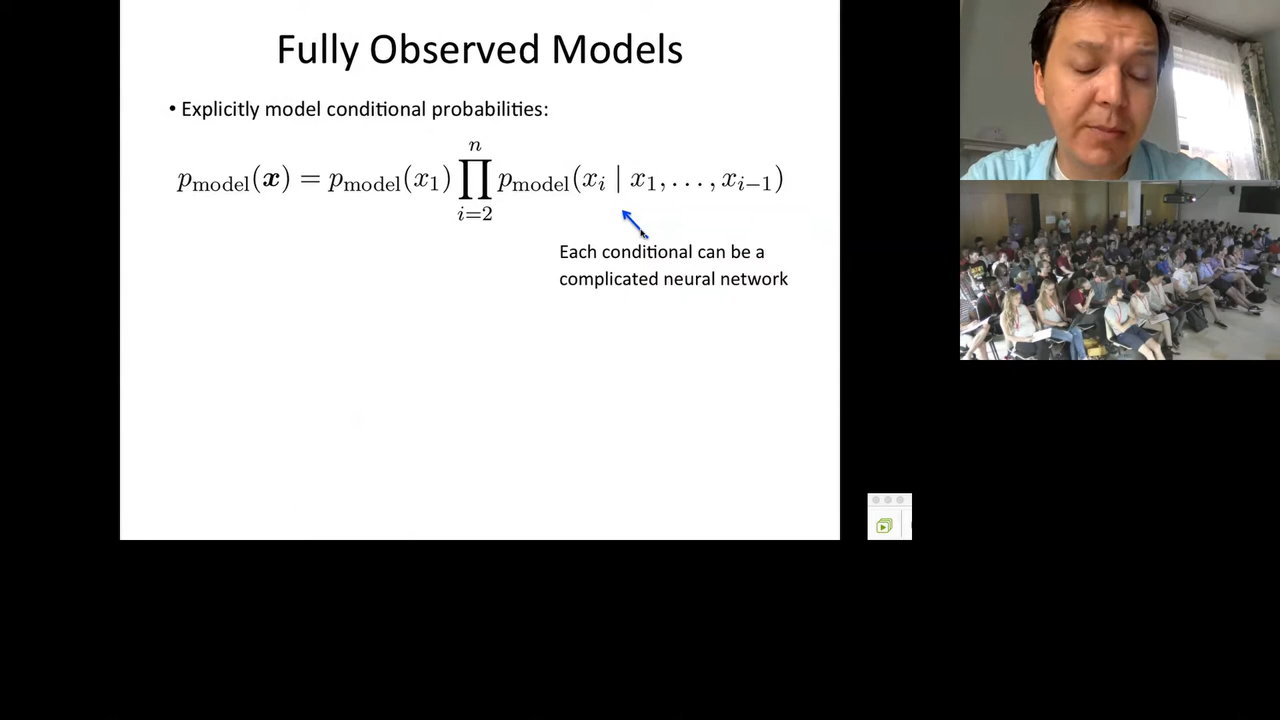 Fully Observed Models
• Explicitly model conditional probabilities:
p_model(x) = p_model(x_1) ∏_{i=2}^{n} p_model(x_i | x_1, . . . , x_{i−1})
Each conditional can be a
complicated neural network